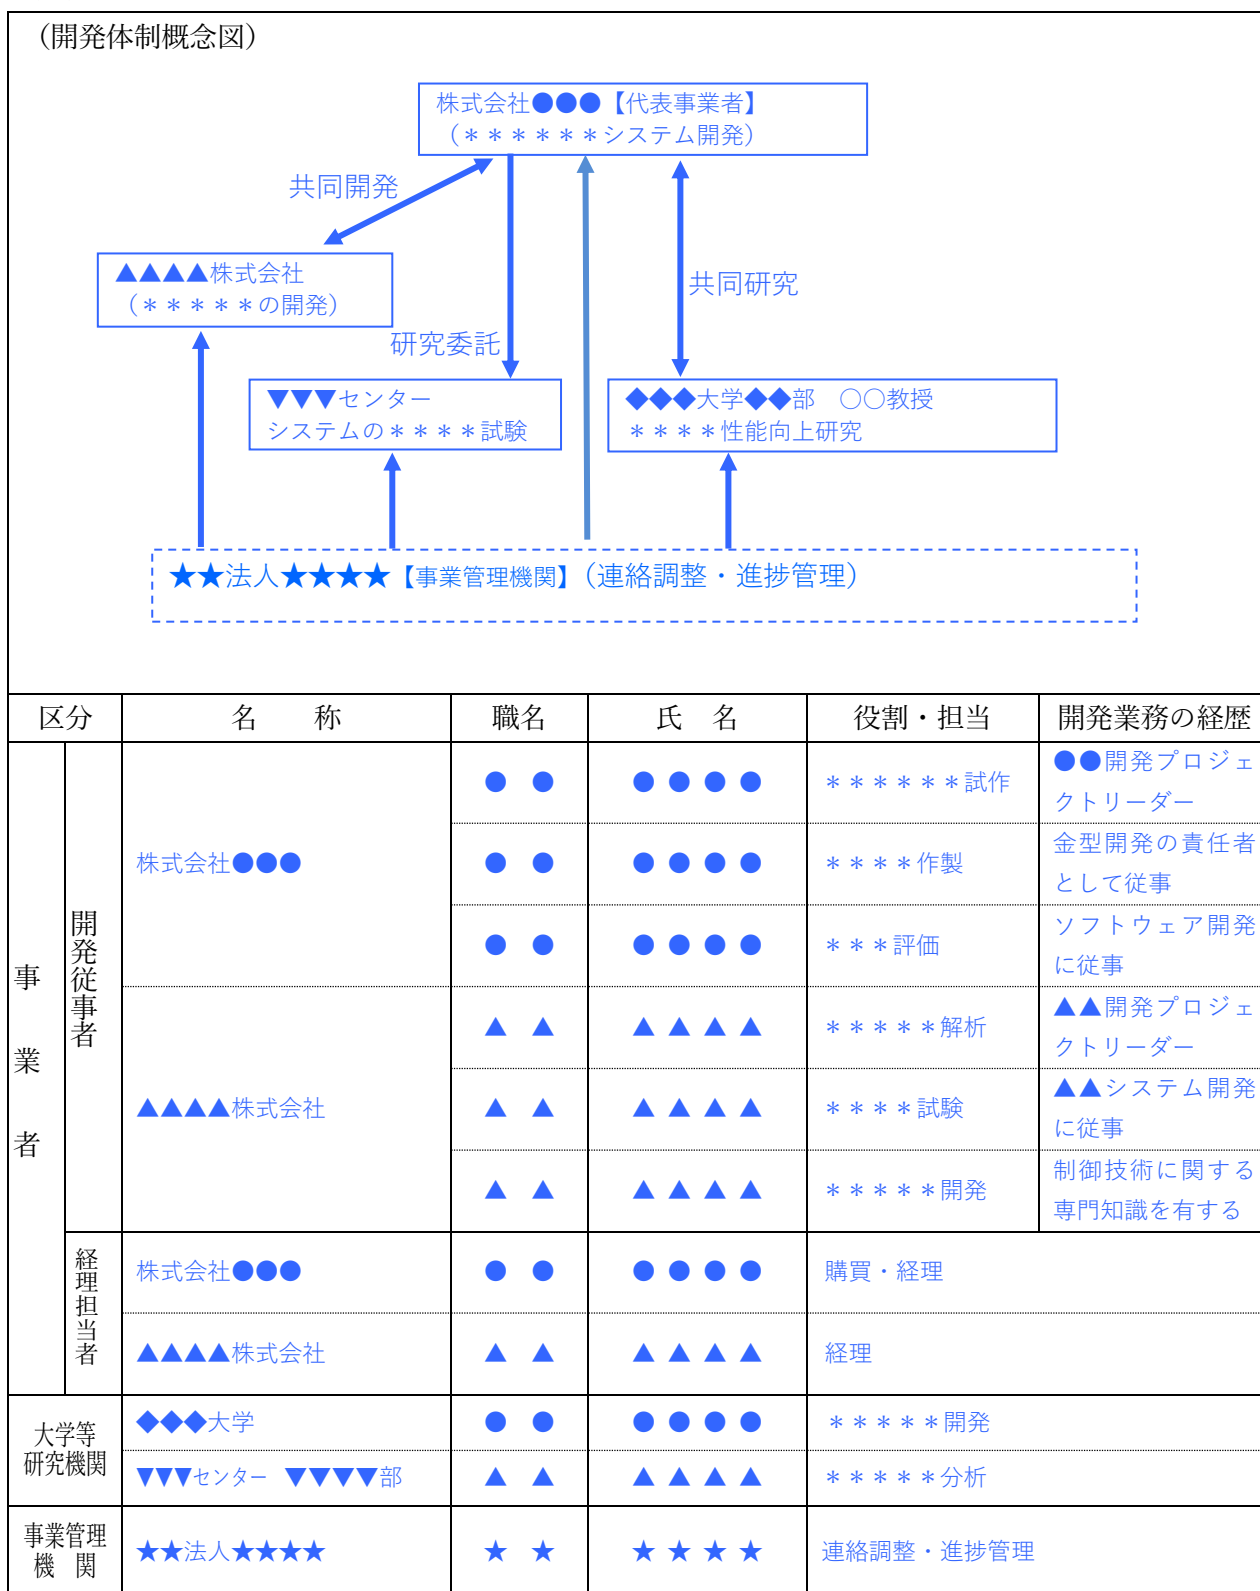 （開発体制概念図）
株式会社●●●【代表事業者】
（＊＊＊＊＊＊システム開発）
共同開発
▲▲▲▲株式会社
（＊＊＊＊＊の開発）
共同研究
研究委託
▼▼▼センター
システムの＊＊＊＊試験
◆◆◆大学◆◆部　○○教授
＊＊＊＊性能向上研究
★★法人★★★★【事業管理機関】（連絡調整・進捗管理）
区分 名　称 職名 氏　名 役割・担当 開発業務の経歴
事業者
開発従事者
株式会社●●●
● ● ● ● ● ● ＊＊＊＊＊＊試作
●●開発プロジェ
クトリーダー
● ● ● ● ● ● ＊＊＊＊作製
金型開発の責任者
として従事
● ● ● ● ● ● ＊＊＊評価
ソフトウェア開発
に従事
▲▲▲▲株式会社
▲ ▲ ▲ ▲ ▲ ▲ ＊＊＊＊＊解析
▲▲開発プロジェ
クトリーダー
▲ ▲ ▲ ▲ ▲ ▲ ＊＊＊＊試験
▲▲システム開発
に従事
▲ ▲ ▲ ▲ ▲ ▲ ＊＊＊＊＊開発
制御技術に関する
専門知識を有する
経理担当者
株式会社●●● ● ● ● ● ● ● 購買・経理
▲▲▲▲株式会社 ▲ ▲ ▲ ▲ ▲ ▲ 経理
大学等
研究機関
◆◆◆大学 ● ● ● ● ● ● ＊＊＊＊＊開発
▼▼▼センター　▼▼▼▼部 ▲ ▲ ▲ ▲ ▲ ▲ ＊＊＊＊＊分析
事業管理
機　関
★★法人★★★★ ★ ★ ★ ★ ★ ★ 連絡調整・進捗管理